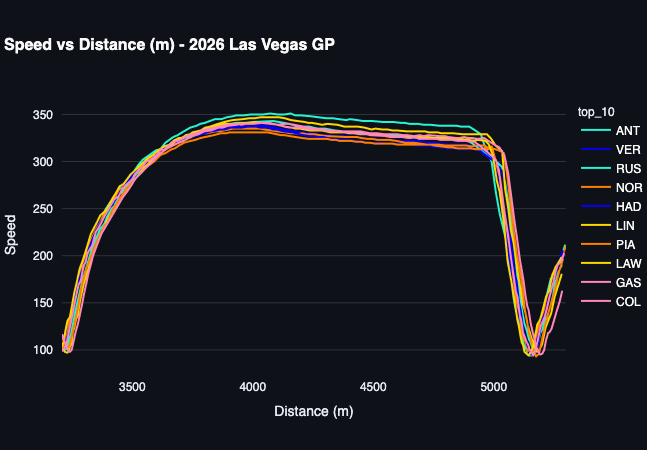 Speed vs Distance (m) - 2026 Las Vegas GP
top_10
ANT
VER
RUS
NOR
HAD
LIN
PIA
LAW
GAS
COL
Speed
350
300
250
200
150
100
3500
4000
4500
5000
Distance (m)